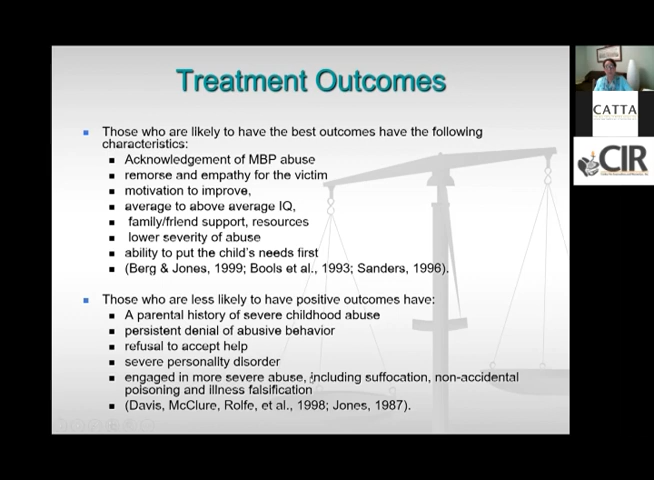 Treatment Outcomes
Those who are likely to have the best outcomes have the following
characteristics:
Acknowledgement of MBP abuse
remorse and empathy for the victim
motivation to improve,
average to above average IQ,
family/friend support, resources
lower severity of abuse
ability to put the child's needs first
(Berg & Jones, 1999; Bools et al., 1993; Sanders, 1996).
Those who are less likely to have positive outcomes have:
A parental history of severe childhood abuse
persistent denial of abusive behavior
refusal to accept help
severe personality disorder
engaged in more severe abuse, including suffocation, non-accidental
poisoning and illness falsification
(Davis, McClure, Rolfe, et al., 1998; Jones, 1987).
CATTA
CIR